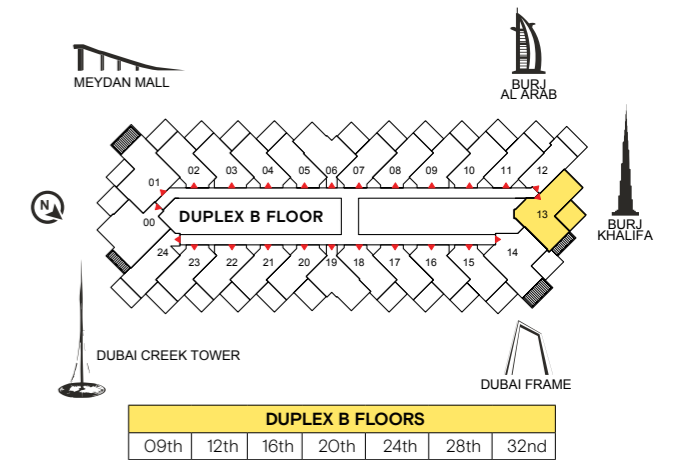 MEYDAN MALL
BURJ
AL ARAB
BURJ
KHALIFA
N
01
02
03
04
05
06
07
08
09
10
11
12
13
00
DUPLEX B FLOOR
24
23
22
21
20
19
18
17
16
15
14
DUBAI CREEK TOWER
DUBAI FRAME
DUPLEX B FLOORS
09th 12th 16th 20th 24th 28th 32nd